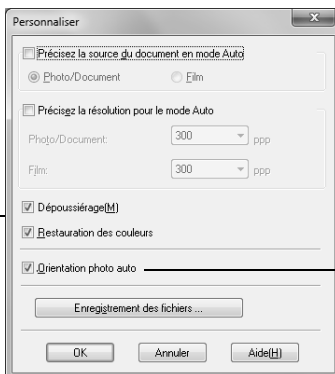 Personnaliser
Précisez la source du document en mode Auto
Photo/Document Film
Précisez la résolution pour le mode Auto
Photo/Document: 300 ppp
Film: 300 ppp
Dépoussiérage(M)
Restauration des couleurs
Orientation photo auto
Enregistrement des fichiers ...
OK Annuler Aide(H)